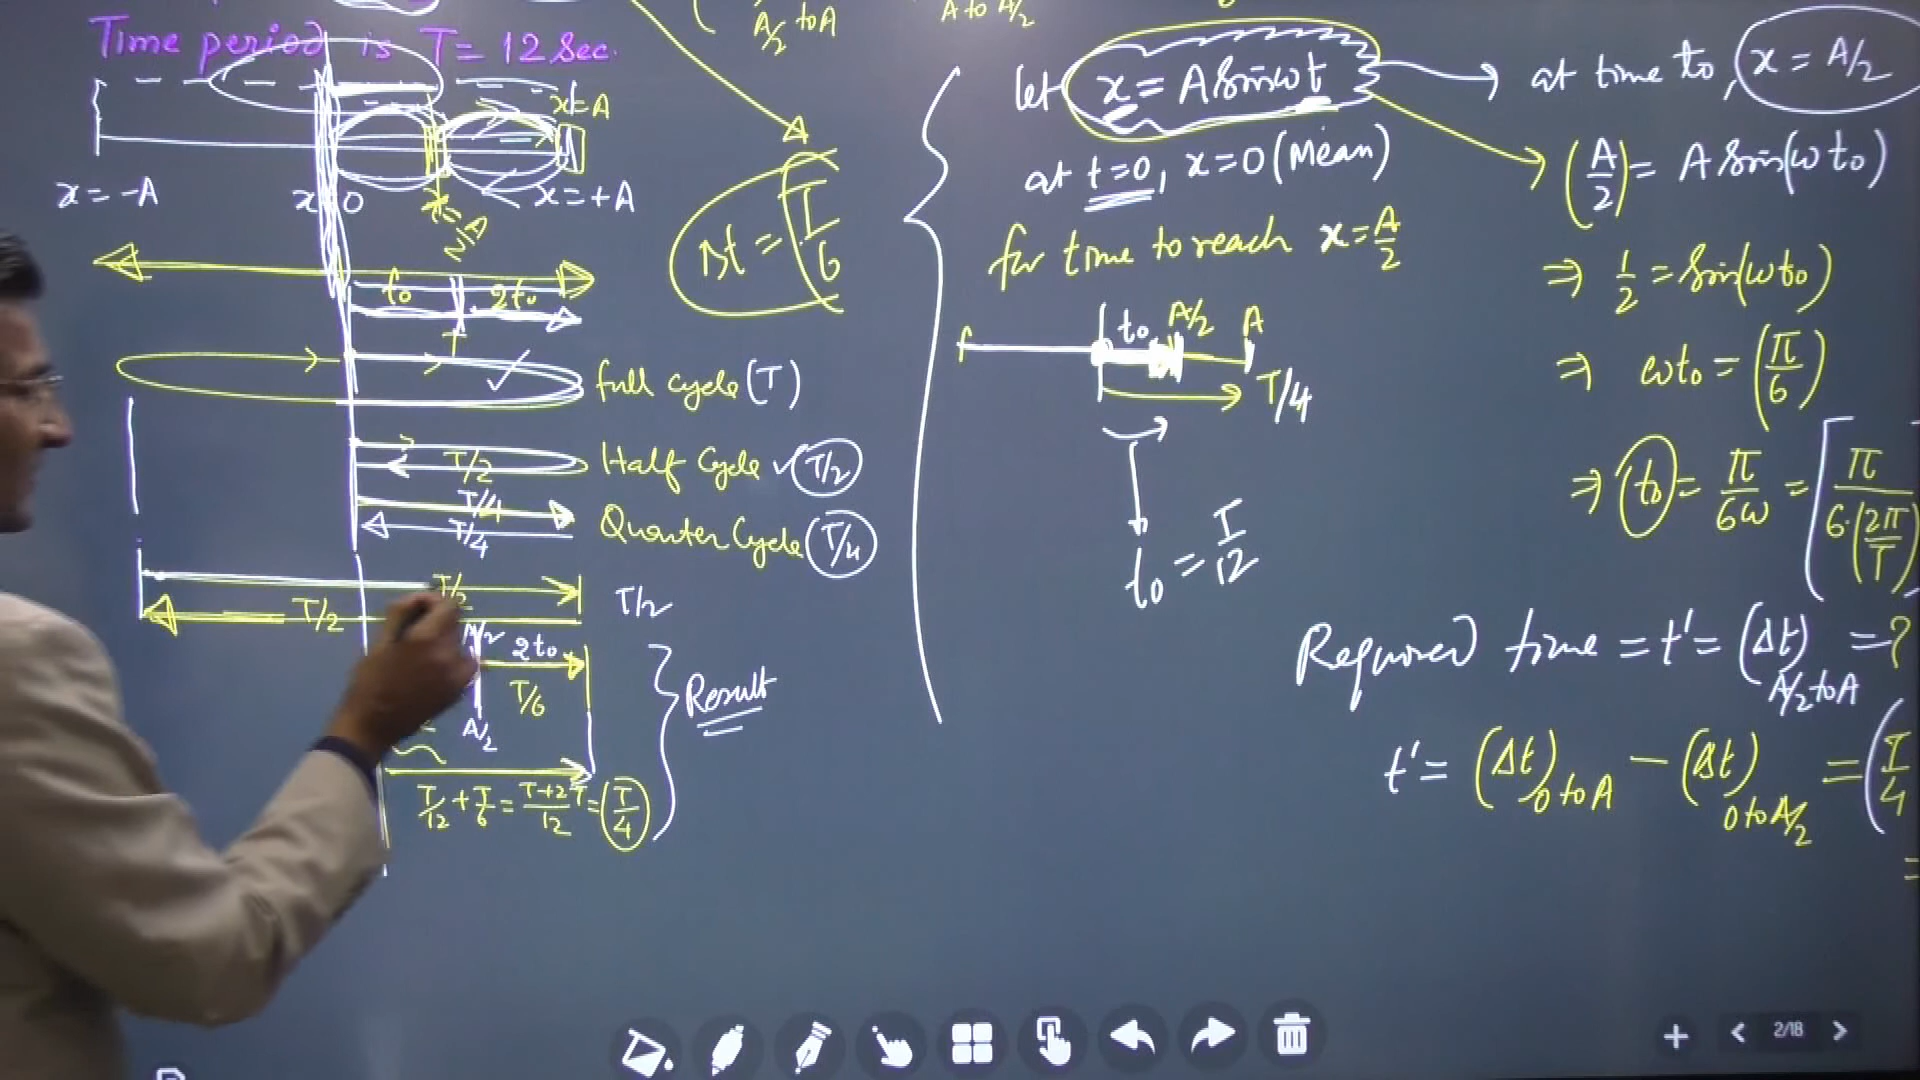 A/2 to A
A to A/2
Time period is T = 12 Sec.
x = A
x = -A
x = 0
x = A/2
x = +A
Δt = T/6
t₀
2t₀
T
full cycle (T)
T/2
Half Cycle (T/2)
T/4
T/4
Quarter Cycle (T/4)
T/2
T/2
T/2
A/2
2t₀
T/6
A/2
Result
T/12 + T/6 = T+2T/12 = T/4
let x = A sin ωt
at t=0, x=0 (Mean)
for time to reach x = A/2
t₀
A/2
A
T/4
t₀ = T/12
at time t₀, x = A/2
(A/2) = A sin(ωt₀)
⇒ 1/2 = sin(ωt₀)
⇒ ωt₀ = (π/6)
⇒ t₀ = π/6ω = [π/6·(2π/T)
Required time = t' = (Δt) A/2 to A = ?
t' = (Δt) 0 to A − (Δt) 0 to A/2 = (T/4
=
2/18